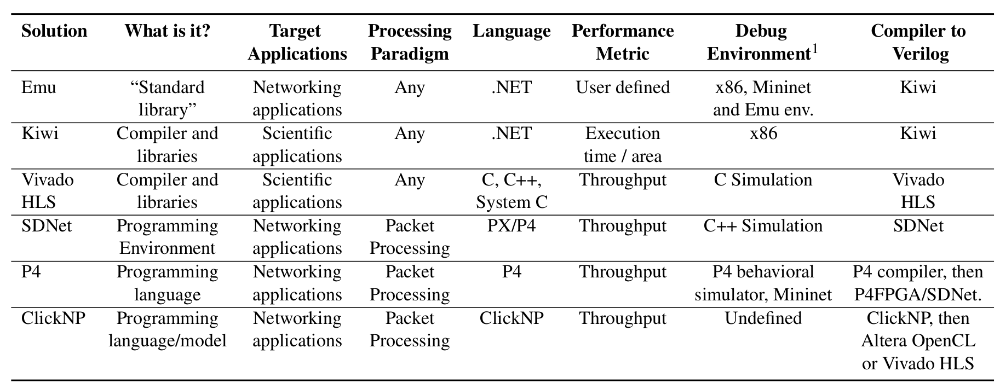 Solution What is it? Target Processing Language Performance Debug Compiler to
Applications Paradigm Metric Environment1 Verilog
Emu “Standard Networking Any .NET User defined x86, Mininet Kiwi
library” applications and Emu env.
Kiwi Compiler and Scientific Any .NET Execution x86 Kiwi
libraries applications time / area
Vivado Compiler and Scientific Any C, C++, Throughput C Simulation Vivado
HLS libraries applications System C HLS
SDNet Programming Networking Packet PX/P4 Throughput C++ Simulation SDNet
Environment applications Processing
P4 Programming Networking Packet P4 Throughput P4 behavioral P4 compiler, then
language applications Processing simulator, Mininet P4FPGA/SDNet.
ClickNP Programming Networking Packet ClickNP Throughput Undefined ClickNP, then
language/model applications Processing Altera OpenCL
or Vivado HLS